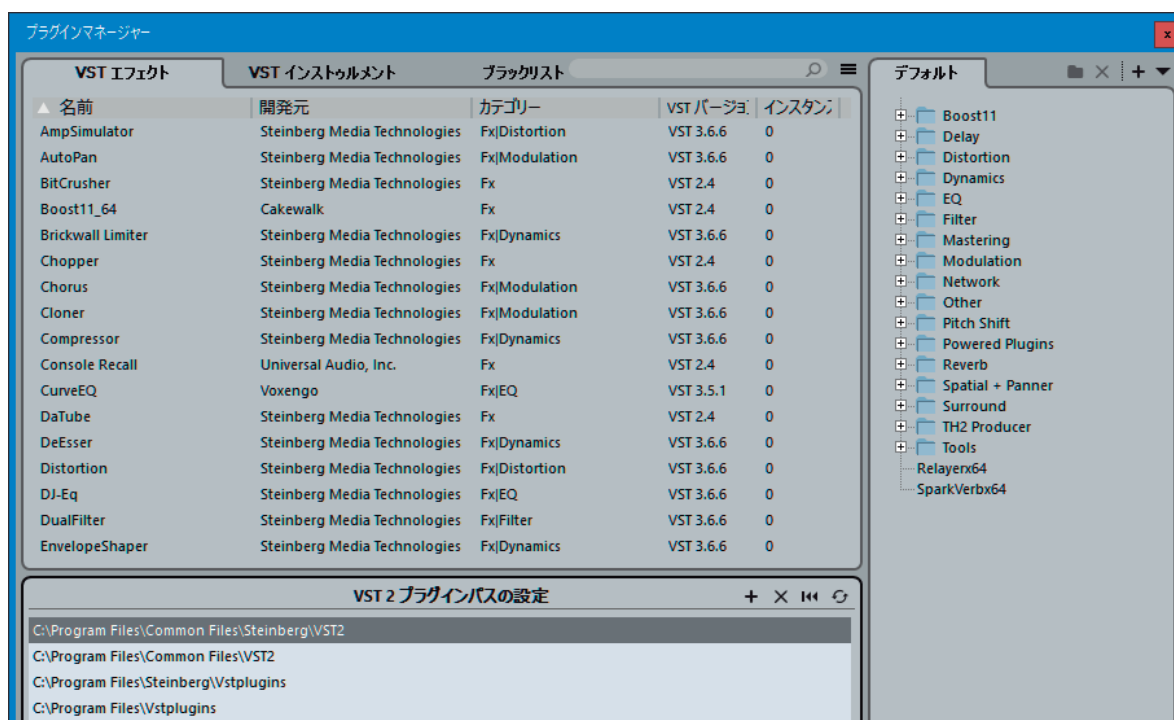 プラグインマネージャー
VST エフェクト VST インストゥルメント ブラックリスト
名前 開発元 カテゴリー VST バージョ インスタン
AmpSimulator Steinberg Media Technologies Fx|Distortion VST 3.6.6 0
AutoPan Steinberg Media Technologies Fx|Modulation VST 3.6.6 0
BitCrusher Steinberg Media Technologies Fx VST 2.4 0
Boost11_64 Cakewalk Fx VST 2.4 0
Brickwall Limiter Steinberg Media Technologies Fx|Dynamics VST 3.6.6 0
Chopper Steinberg Media Technologies Fx VST 2.4 0
Chorus Steinberg Media Technologies Fx|Modulation VST 3.6.6 0
Cloner Steinberg Media Technologies Fx|Modulation VST 3.6.6 0
Compressor Steinberg Media Technologies Fx|Dynamics VST 3.6.6 0
Console Recall Universal Audio, Inc. Fx VST 2.4 0
CurveEQ Voxengo Fx|EQ VST 3.5.1 0
DaTube Steinberg Media Technologies Fx VST 2.4 0
DeEsser Steinberg Media Technologies Fx|Dynamics VST 3.6.6 0
Distortion Steinberg Media Technologies Fx|Distortion VST 3.6.6 0
DJ-Eq Steinberg Media Technologies Fx|EQ VST 3.6.6 0
DualFilter Steinberg Media Technologies Fx|Filter VST 3.6.6 0
EnvelopeShaper Steinberg Media Technologies Fx|Dynamics VST 3.6.6 0
VST 2 プラグインパスの設定
C:\Program Files\Common Files\Steinberg\VST2
C:\Program Files\Common Files\VST2
C:\Program Files\Steinberg\Vstplugins
C:\Program Files\Vstplugins
デフォルト
Boost11
Delay
Distortion
Dynamics
EQ
Filter
Mastering
Modulation
Network
Other
Pitch Shift
Powered Plugins
Reverb
Spatial + Panner
Surround
TH2 Producer
Tools
Relayerx64
SparkVerbx64